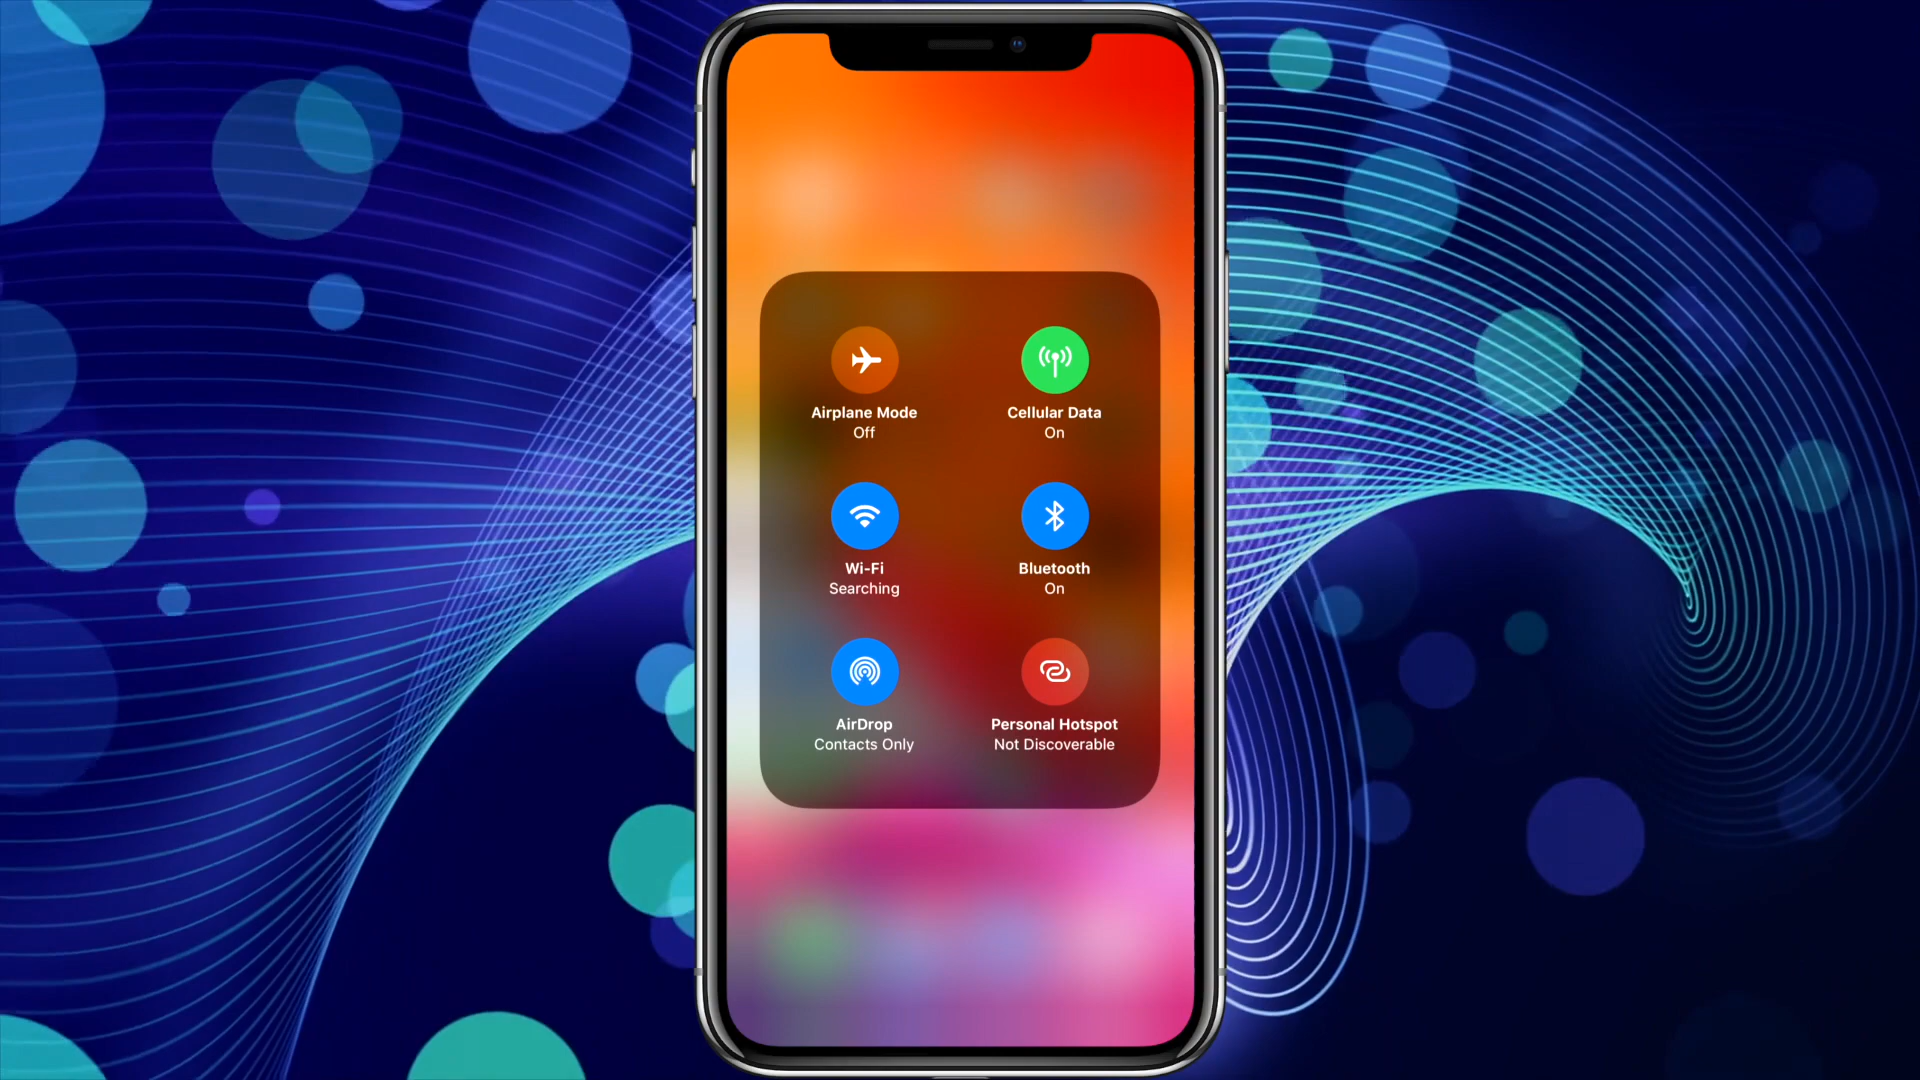 Airplane Mode
Off
Cellular Data
On
Wi-Fi
Searching
Bluetooth
On
AirDrop
Contacts Only
Personal Hotspot
Not Discoverable